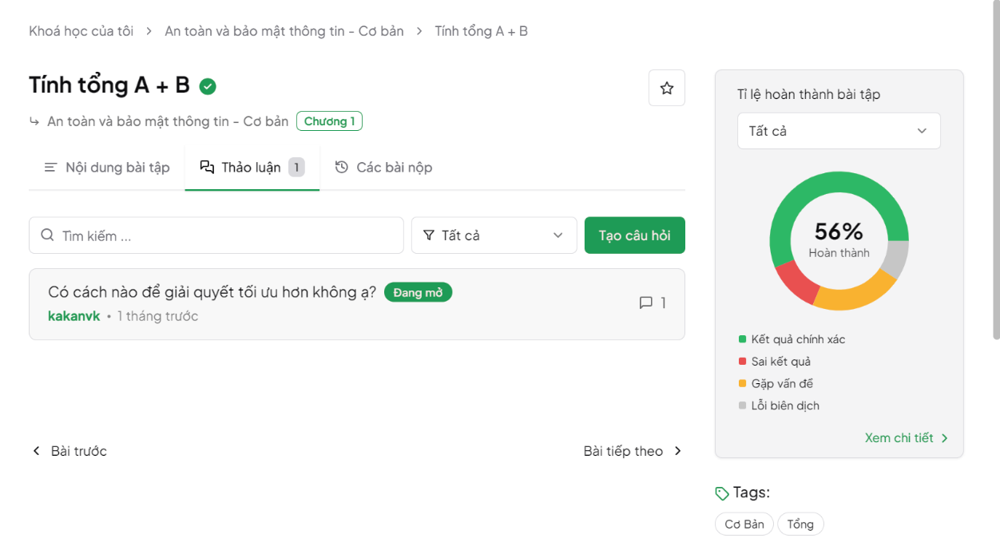 Khoá học của tôi > An toàn và bảo mật thông tin - Cơ bản > Tính tổng A + B
Tính tổng A + B
An toàn và bảo mật thông tin - Cơ bản Chương 1
Nội dung bài tập Thảo luận 1 Các bài nộp
Tìm kiếm ... Tất cả Tạo câu hỏi
Có cách nào để giải quyết tối ưu hơn không ạ? Đang mở
kakanvk • 1 tháng trước 1
Bài trước Bài tiếp theo
Tỉ lệ hoàn thành bài tập
Tất cả
56%
Hoàn thành
Kết quả chính xác
Sai kết quả
Gặp vấn đề
Lỗi biên dịch
Xem chi tiết
Tags:
Cơ Bản Tổng